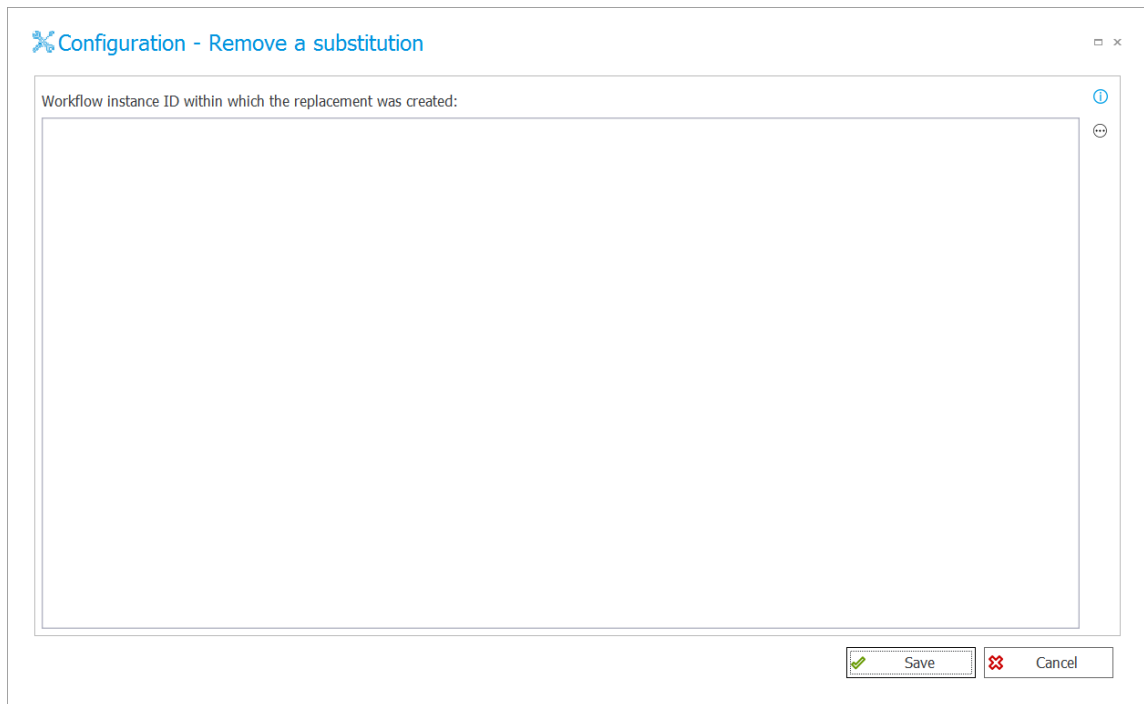 Configuration - Remove a substitution
Workflow instance ID within which the replacement was created:
Save
Cancel